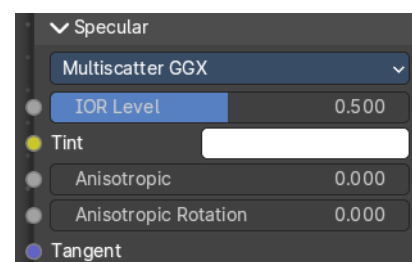 Specular
Multiscatter GGX
IOR Level 0.500
Tint
Anisotropic 0.000
Anisotropic Rotation 0.000
Tangent